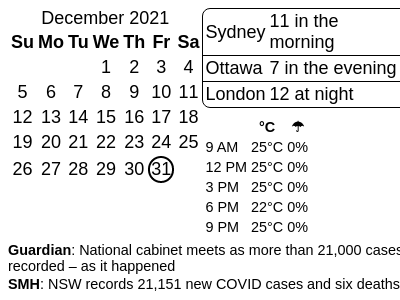 December 2021
Su Mo Tu We Th Fr Sa
1 2 3 4
5 6 7 8 9 10 11
12 13 14 15 16 17 18
19 20 21 22 23 24 25
26 27 28 29 30 31
Sydney 11 in the
morning
Ottawa 7 in the evening
London 12 at night
°C ☂
9 AM 25°C 0%
12 PM 25°C 0%
3 PM 25°C 0%
6 PM 22°C 0%
9 PM 25°C 0%
Guardian: National cabinet meets as more than 21,000 cases
recorded – as it happened
SMH: NSW records 21,151 new COVID cases and six deaths